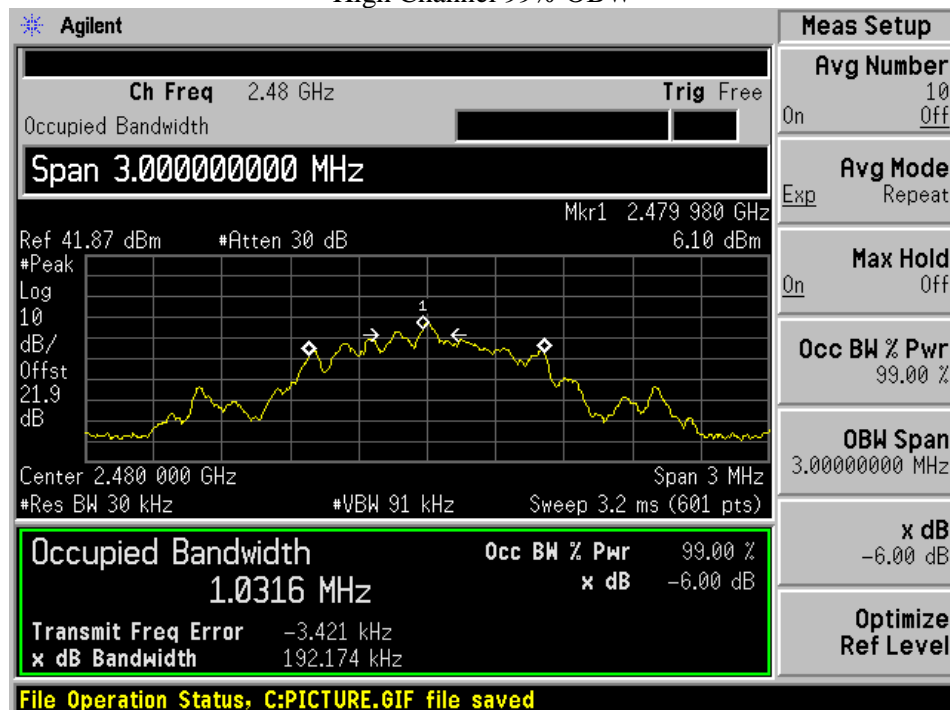 High Channel 99% OBW
Agilent
Meas Setup
Ch Freq 2.48 GHz Trig Free
Occupied Bandwidth
Span 3.000000000 MHz
Mkr1 2.479 980 GHz
Ref 41.87 dBm #Atten 30 dB 6.10 dBm
#Peak
Log
10
dB/
Offst
21.9
dB
1
Center 2.480 000 GHz Span 3 MHz
#Res BW 30 kHz #VBW 91 kHz Sweep 3.2 ms (601 pts)
Occupied Bandwidth Occ BW % Pwr 99.00 %
1.0316 MHz x dB -6.00 dB
Transmit Freq Error -3.421 kHz
x dB Bandwidth 192.174 kHz
File Operation Status, C:PICTURE.GIF file saved
Avg Number
10
On Off
Avg Mode
Exp Repeat
Max Hold
On Off
Occ BW % Pwr
99.00 %
OBW Span
3.00000000 MHz
x dB
-6.00 dB
Optimize
Ref Level